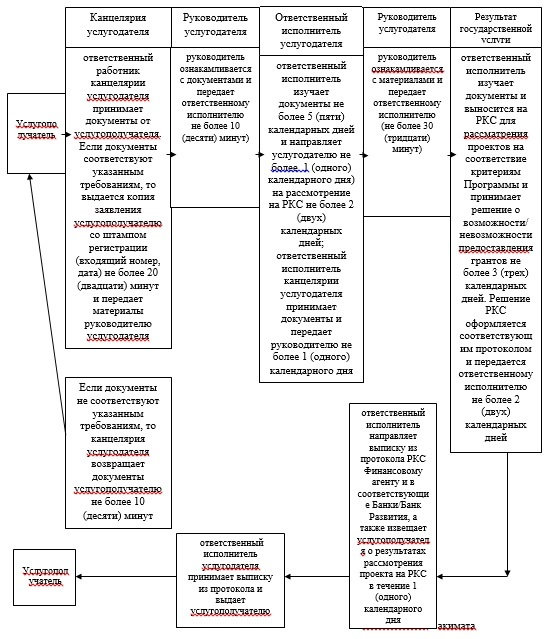 Канцелярия
услугодателя
Руководитель
услугодателя
Ответственный
исполнитель
услугодателя
Руководитель
услугодателя
Результат
государственной
услуги
Услугопо
лучатель
ответственный
работник
канцелярии
услугодателя
принимает
документы от
услугополучателя.
Если документы
соответствуют
указанным
требованиям, то
выдается копия
заявления
услугополучателю
со штампом
регистрации
(входящий номер,
дата) не более 20
(двадцати) минут
и передает
материалы
руководителю
услугодателя
руководитель
ознакамливается
с документами и
передает
ответственному
исполнителю
не более 10
(десяти) минут)
ответственный
исполнитель
изучает
документы не
более 5 (пяти)
календарных дней
и направляет
услугодателю не
более 1 (одного)
календарного дня)
на рассмотрение
на РКС не более 2
(двух)
календарных
дней;
ответственный
исполнитель
канцелярии
услугодателя
принимает
документы и
передает
руководителю не
более 1 (одного)
календарного дня
руководитель
ознакамливается
с материалами и
передает
ответственному
исполнителю
(не более 30
(тридцати)
минут)
ответственный
исполнитель
изучает
документы и
выносится на
РКС для
рассматрения
проектов на
соответствие
критериям
Программы и
принимает
решение о
возможности/
невозможности
предоставления
грантов не
более 3 (трех)
календарных
дней. Решение
РКС
оформляется
соответствующ
им протоколом
и передается
ответственному
исполнителю
не более 2
(двух)
календарных
дней
Если документы
не соответствуют
указанным
требованиям, то
канцелярия
услугодателя
возвращает
документы
услугополучателю
не более 10
(десяти) минут
ответственный
исполнитель
направляет
выписку из
протокола РКС
Финансовому
агенту и в
соответствующи
е Банки/Банк
Развития, а
также извещает
услугополучател
я о результатах
рассмотрения
проекта на РКС
в течение 1
(одного)
календарного
дня
ответственный
исполнитель
услугодателя
принимает выписку
из протокола и
выдает
услугополучателю
Услугопол
учатель
акимата